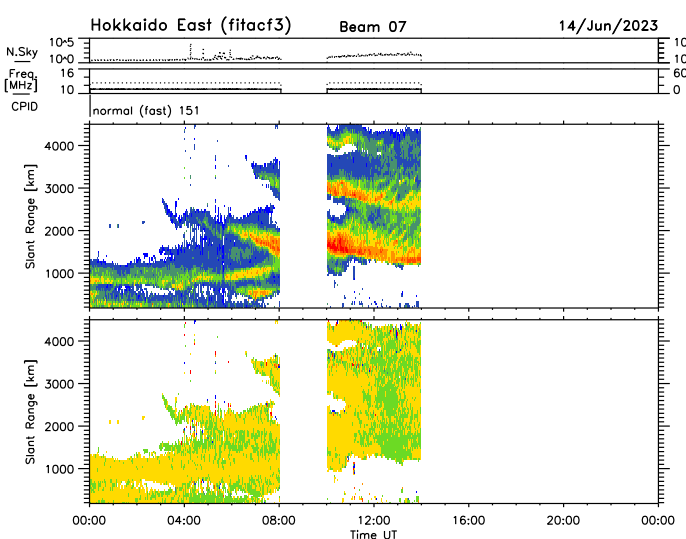 Hokkaido East (fitacf3) Beam 07 14/Jun/2023
N.Sky 10^5 10^0 10 10
Freq. [MHz] 16 10 60 0
CPID normal (fast) 151
Slant Range [km] 4000 3000 2000 1000
Slant Range [km] 4000 3000 2000 1000
00:00 04:00 08:00 12:00 16:00 20:00 00:00
Time UT